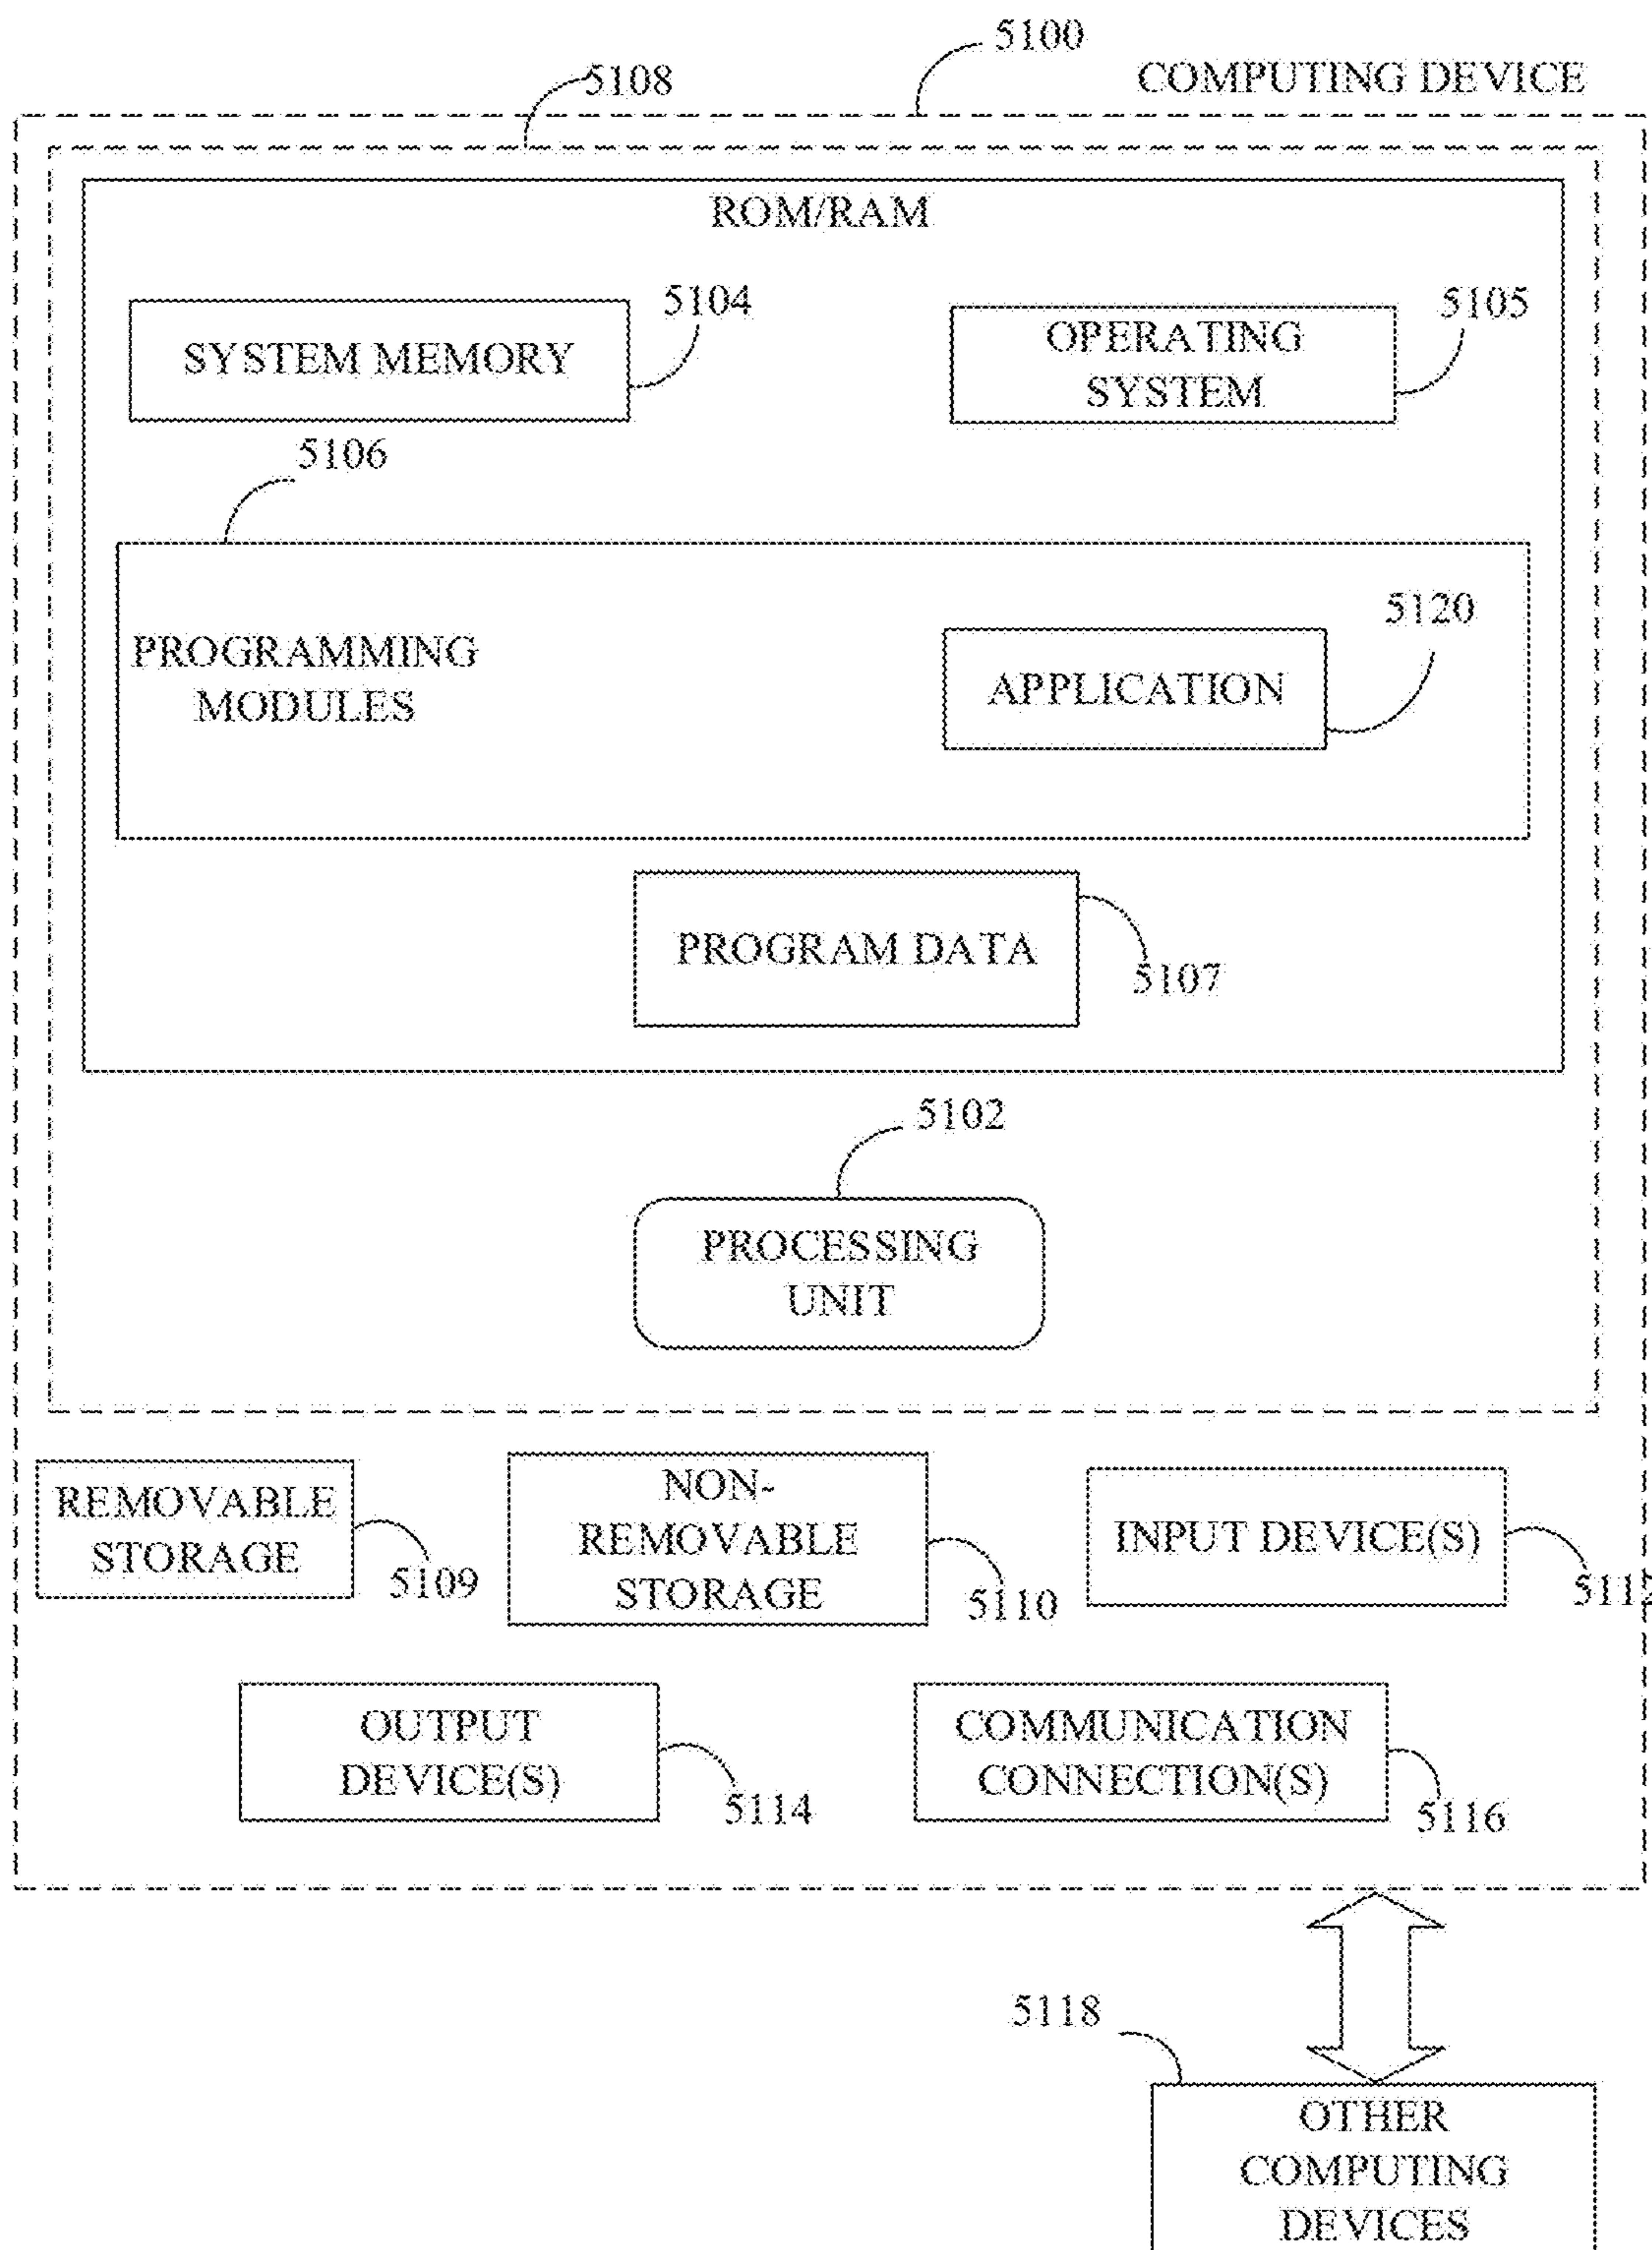 5100
5108
COMPUTING DEVICE
ROM/RAM
5104
5105
SYSTEM MEMORY
OPERATING
SYSTEM
5106
5120
PROGRAMMING
MODULES
APPLICATION
PROGRAM DATA
5107
5102
PROCESSING
UNIT
REMOVABLE
STORAGE
5109
NON-
REMOVABLE
STORAGE
5110
INPUT DEVICE(S)
5112
OUTPUT
DEVICE(S)
5114
COMMUNICATION
CONNECTION(S)
5116
5118
OTHER
COMPUTING
DEVICES